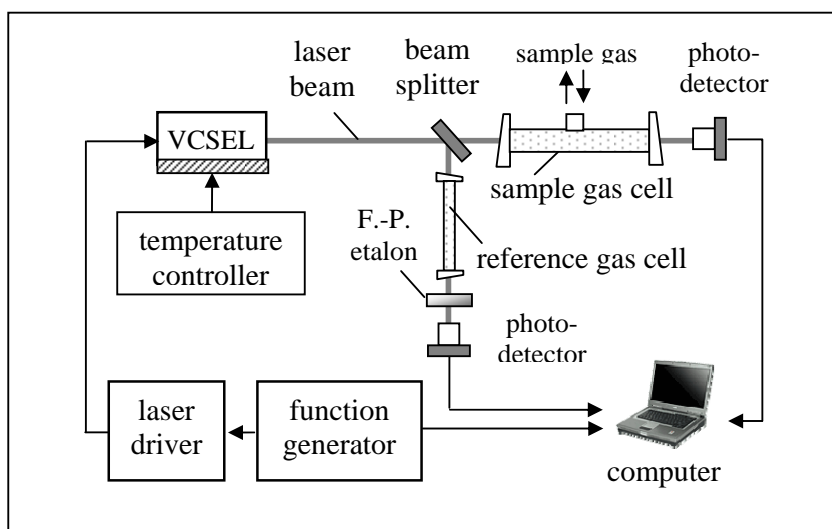 laser
beam
beam
splitter
sample gas
photo-
detector
VCSEL
sample gas cell
temperature
controller
F.-P.
etalon
reference gas cell
photo-
detector
laser
driver
function
generator
computer